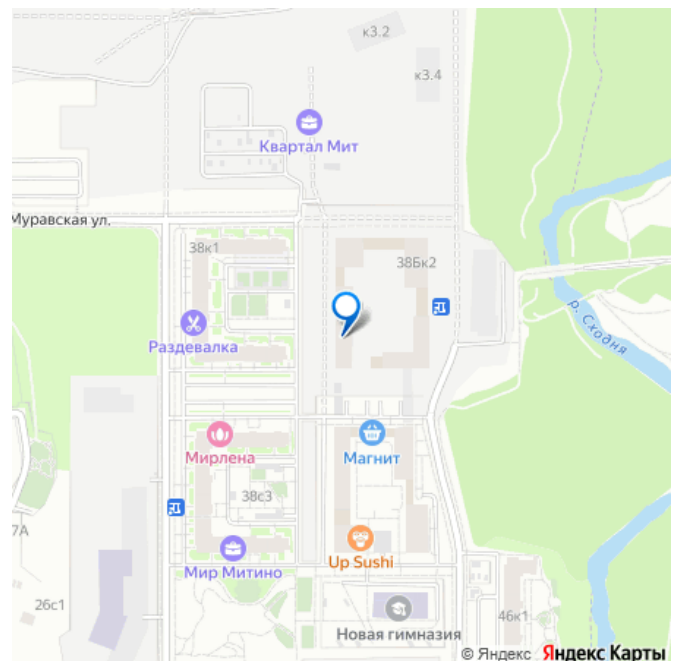 к3.2
к3.4
Квартал Мит
Муравская ул.
38к1
38Бк2
р. Сходня
Раздевалка
Мирлена
Магнит
38с3
7А
Up Sushi
Мир Митино
26с1
46к1
Новая гимназия
© Яндекс Яндекс Карты